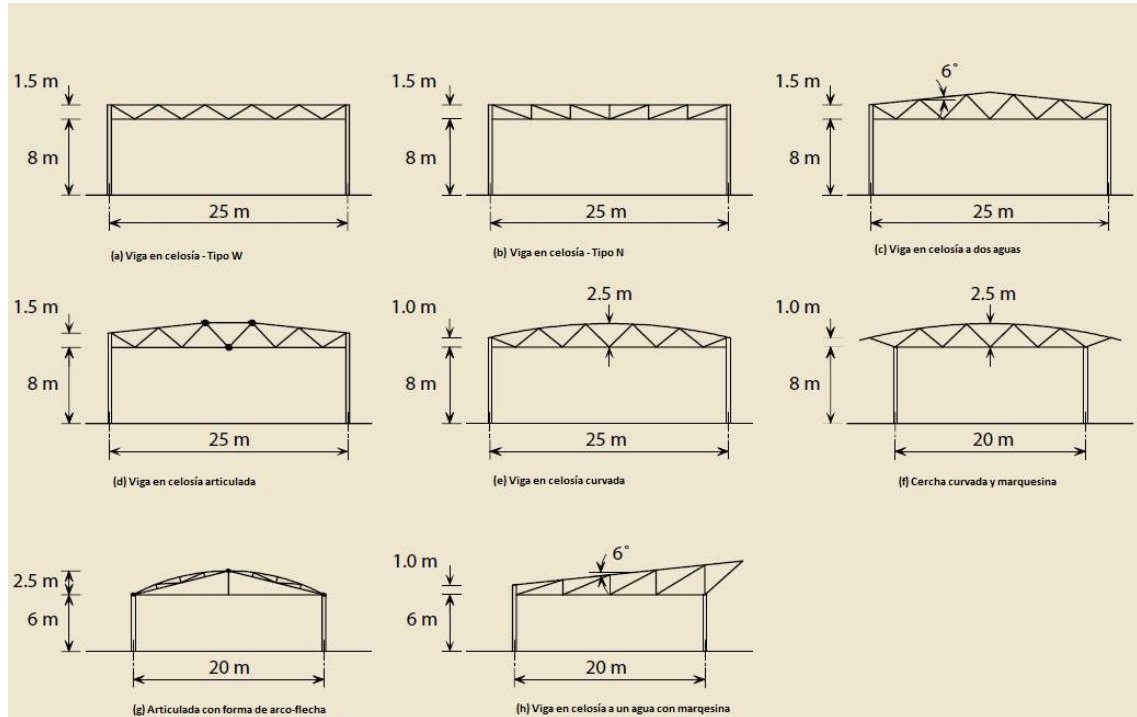 1.5 m
8 m
25 m
(a) Viga en celosía - Tipo W
1.5 m
8 m
25 m
(b) Viga en celosía - Tipo N
6°
1.5 m
8 m
25 m
(c) Viga en celosía a dos aguas
1.5 m
8 m
25 m
(d) Viga en celosía articulada
2.5 m
1.0 m
8 m
25 m
(e) Viga en celosía curvada
2.5 m
1.0 m
8 m
20 m
(f) Cercha curvada y marquesina
2.5 m
6 m
20 m
(g) Articulada con forma de arco-flecha
6°
1.0 m
6 m
20 m
(h) Viga en celosía a un agua con marqesina